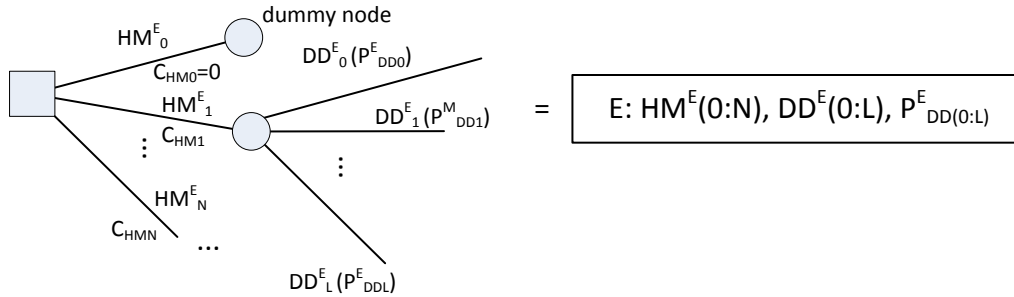 dummy node
HM^E_0
C_HM0=0
DD^E_0 (P^E_DD0)
HM^E_1
C_HM1
DD^E_1 (P^M_DD1)
⋮
⋮
HM^E_N
C_HMN
...
DD^E_L (P^E_DDL)
=
E: HM^E(0:N), DD^E(0:L), P^E_DD(0:L)